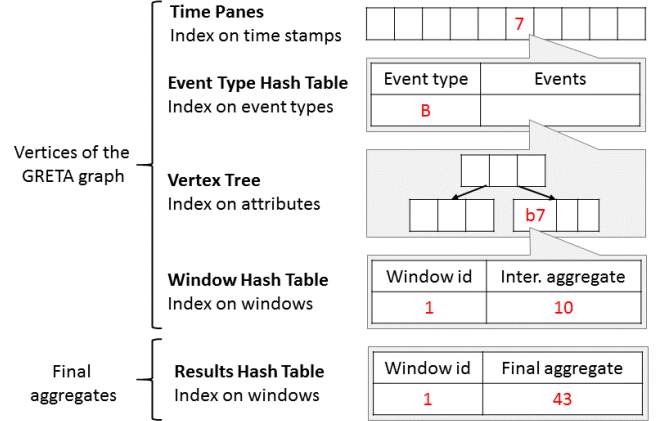 Time Panes
Index on time stamps
7
Event Type Hash Table
Index on event types
Event type Events
B
Vertices of the
GRETA graph
Vertex Tree
Index on attributes
b7
Window Hash Table
Index on windows
Window id Inter. aggregate
1 10
Final
aggregates
Results Hash Table
Index on windows
Window id Final aggregate
1 43